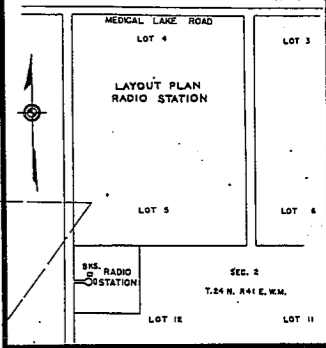 MEDICAL LAKE ROAD
LOT 4
LOT 3
LAYOUT PLAN
RADIO STATION
LOT 5
LOT 6
BKS. RADIO
STATION
SEC. 2
T.24 N. R41 E. W.M.
LOT 12
LOT 11